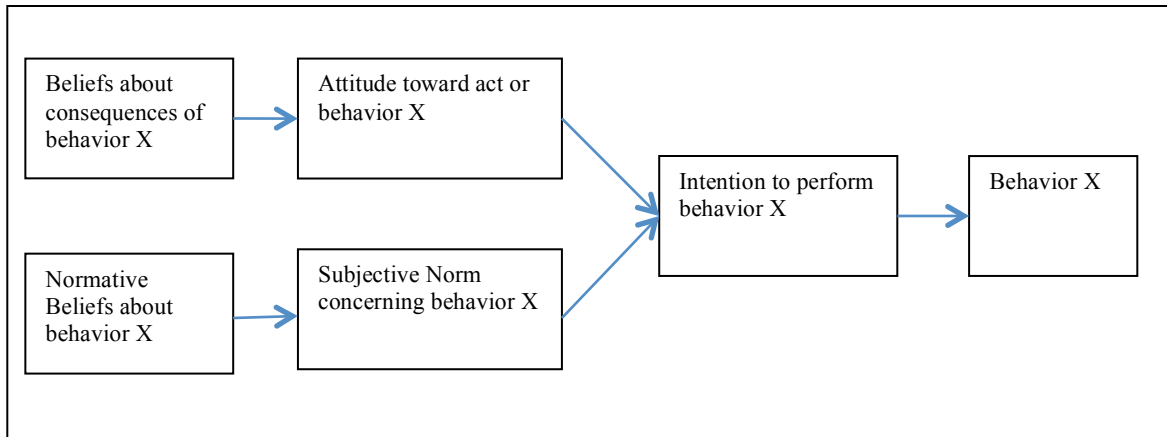 Beliefs about
consequences of
behavior X
Attitude toward act or
behavior X
Intention to perform
behavior X
Behavior X
Normative
Beliefs about
behavior X
Subjective Norm
concerning behavior X